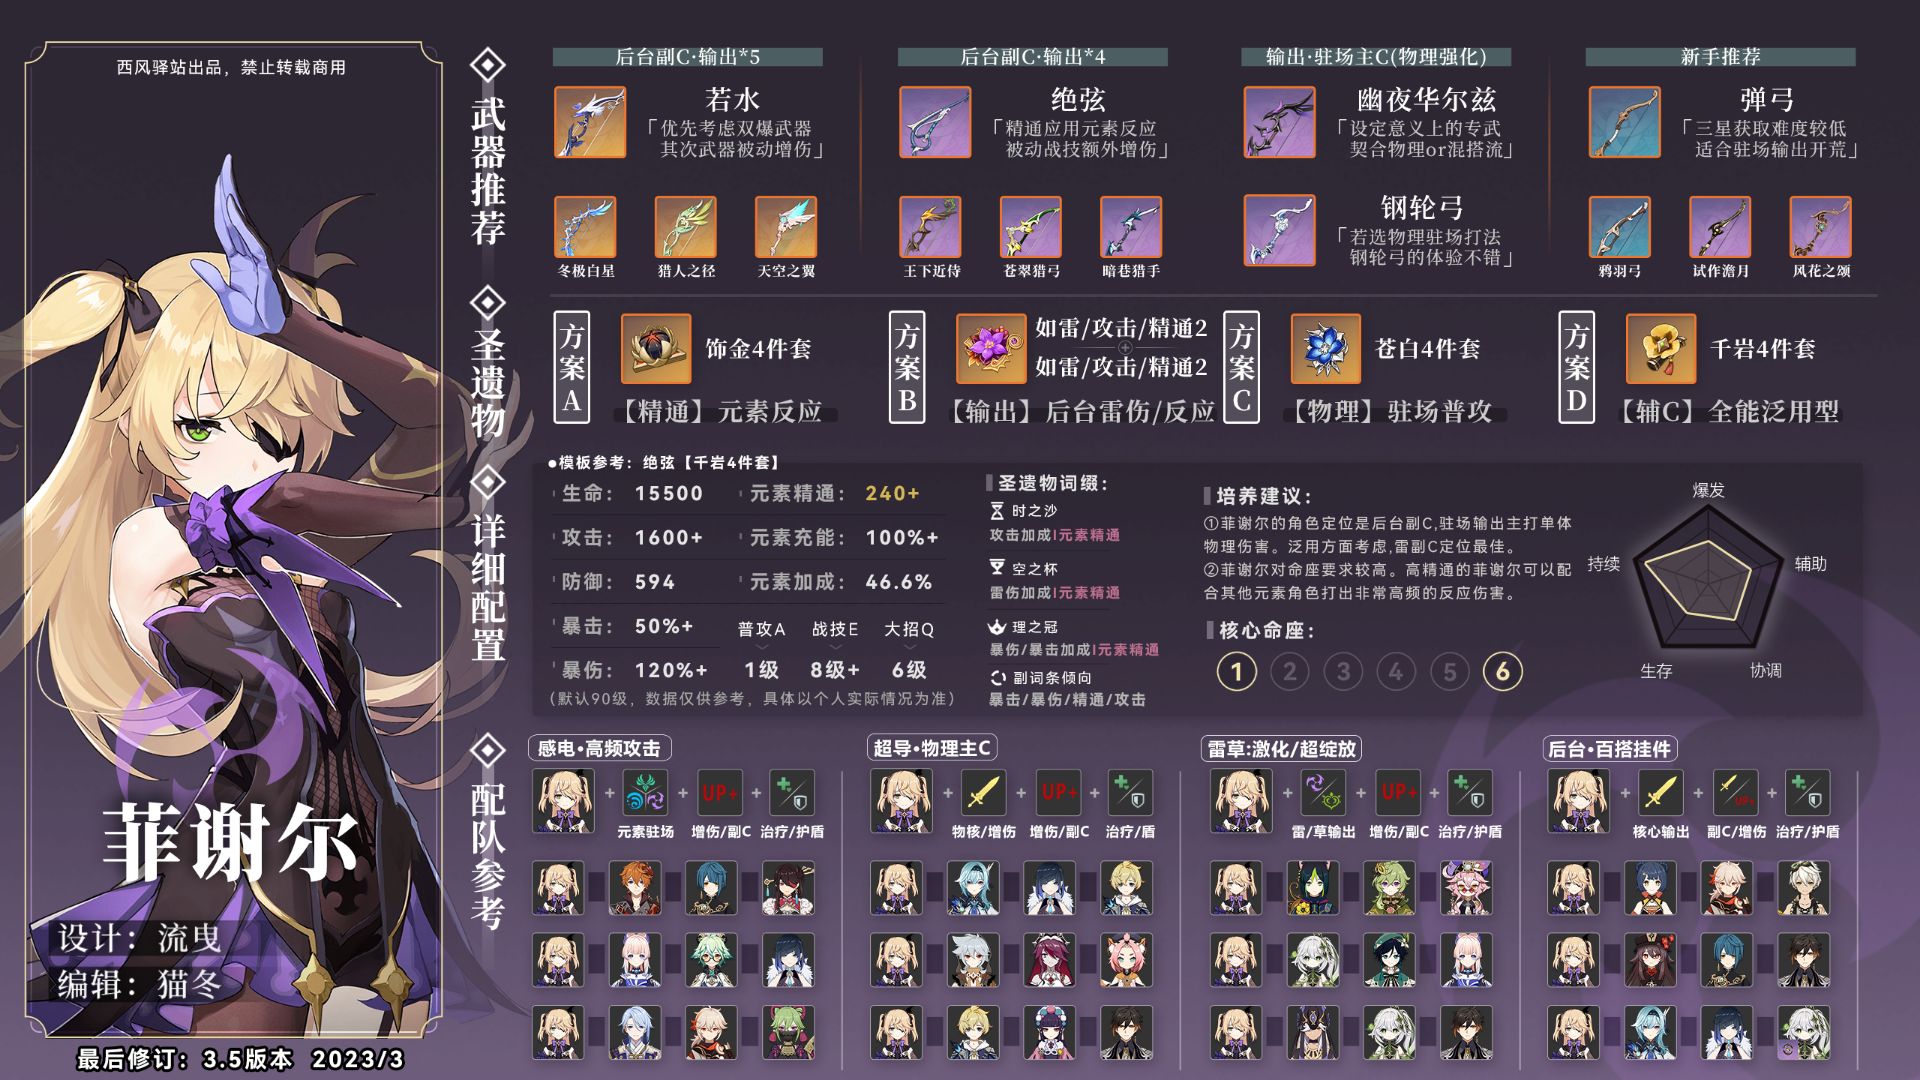 西风驿站出品，禁止转载商用
菲谢尔
设计：流曳
编辑：猫冬
最后修订：3.5版本 2023/3
武器推荐
后台副C·输出*5
若水
「优先考虑双爆武器
其次武器被动增伤」
冬极白星
猎人之径
天空之翼
后台副C·输出*4
绝弦
「精通应用元素反应
被动战技额外增伤」
王下近侍
苍翠猎弓
暗巷猎手
输出·驻场主C(物理强化)
幽夜华尔兹
「设定意义上的专武
契合物理or混搭流」
钢轮弓
「若选物理驻场打法
钢轮弓的体验不错」
新手推荐
弹弓
「三星获取难度较低
适合驻场输出开荒」
鸦羽弓
试作澹月
风花之颂
圣遗物
方案A
饰金4件套
【精通】元素反应
方案B
如雷/攻击/精通2
如雷/攻击/精通2
【输出】后台雷伤/反应
方案C
苍白4件套
【物理】驻场普攻
方案D
千岩4件套
【辅C】全能泛用型
详细配置
●模板参考：绝弦【千岩4件套】
生命： 15500 元素精通： 240+
攻击： 1600+ 元素充能： 100%+
防御： 594 元素加成： 46.6%
暴击： 50%+ 普攻A 战技E 大招Q
暴伤： 120%+ 1级 8级+ 6级
(默认90级，数据仅供参考，具体以个人实际情况为准)
圣遗物词缀：
时之沙
攻击加成|元素精通
空之杯
雷伤加成|元素精通
理之冠
暴伤/暴击加成|元素精通
副词条倾向
暴击/暴伤/精通/攻击
培养建议：
①菲谢尔的角色定位是后台副C,驻场输出主打单体
物理伤害。泛用方面考虑,雷副C定位最佳。
②菲谢尔对命座要求较高。高精通的菲谢尔可以配
合其他元素角色打出非常高频的反应伤害。
核心命座：
1 2 3 4 5 6
爆发
持续
辅助
生存
协调
配队参考
感电·高频攻击
+ + UP+ +
元素驻场 增伤/副C 治疗/护盾
超导·物理主C
+ + UP+ +
物核/增伤 增伤/副C 治疗/盾
雷草:激化/超绽放
+ + UP+ +
雷/草输出 增伤/副C 治疗/护盾
后台·百搭挂件
+ + UP+ +
核心输出 副C/增伤 治疗/护盾